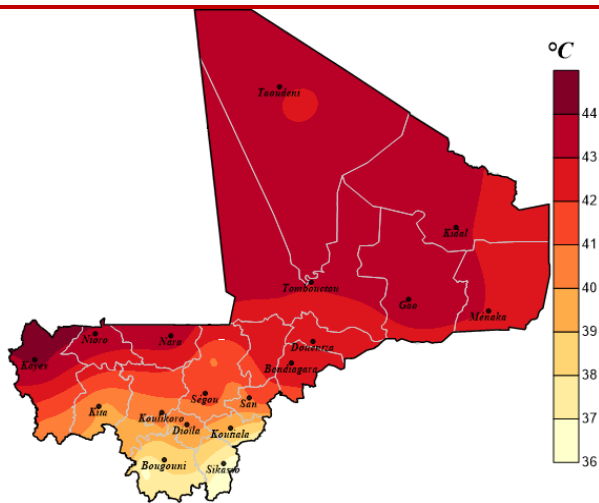 °C
Taoudeni
44
43
Kidal
42
Tombouctou
Gao
41
Menaka
40
Nioro
Nara
Douentza
39
Kayes
Bandiagara
38
Ségou
San
Kita
Koulikoro
37
Dioila
Koutiala
Bougouni
Sikasso
36